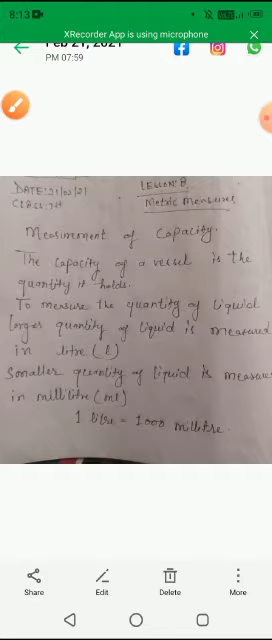 8:13
XRecorder App is using microphone
Feb 21, 2021
PM 07:59
DATE: 21/02/21
LESSON: 8
CLASS: 7th
Metric Measures
Measurement of Capacity.
The capacity of a vessel is the
quantity it holds.
To measure the quantity of liquid
larger quantity of liquid is measured
in litre (l)
Smaller quantity of liquid is measure
in millilitre (ml)
1 litre = 1000 millitre.
Share
Edit
Delete
More